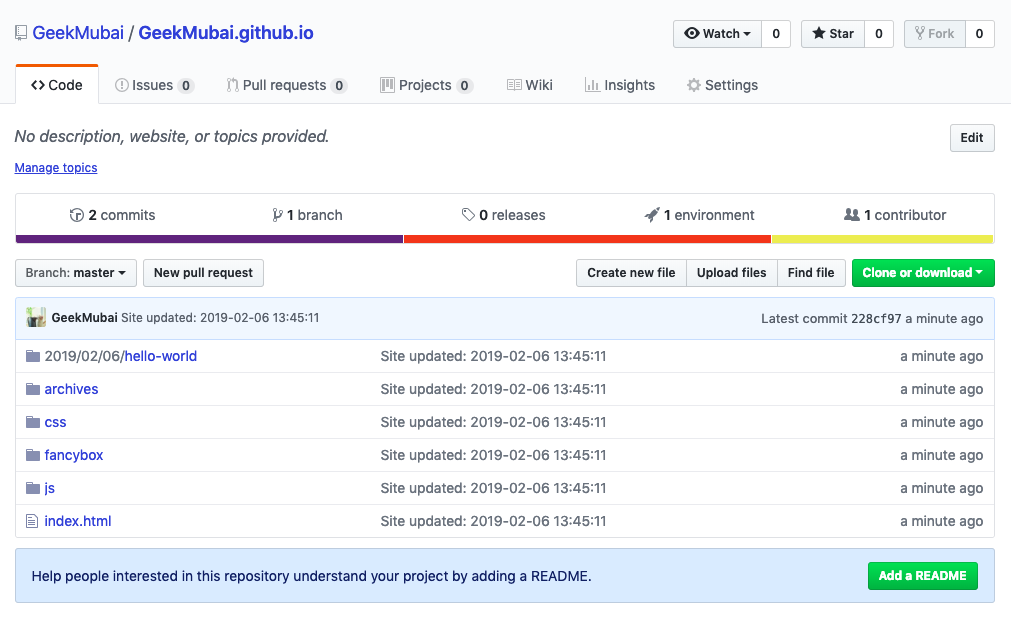 GeekMubai / GeekMubai.github.io
Watch 0 Star 0 Fork 0
Code Issues 0 Pull requests 0 Projects 0 Wiki Insights Settings
No description, website, or topics provided. Edit
Manage topics
2 commits 1 branch 0 releases 1 environment 1 contributor
Branch: master New pull request Create new file Upload files Find file Clone or download
GeekMubai Site updated: 2019-02-06 13:45:11 Latest commit 228cf97 a minute ago
2019/02/06/hello-world Site updated: 2019-02-06 13:45:11 a minute ago
archives Site updated: 2019-02-06 13:45:11 a minute ago
css Site updated: 2019-02-06 13:45:11 a minute ago
fancybox Site updated: 2019-02-06 13:45:11 a minute ago
js Site updated: 2019-02-06 13:45:11 a minute ago
index.html Site updated: 2019-02-06 13:45:11 a minute ago
Help people interested in this repository understand your project by adding a README. Add a README